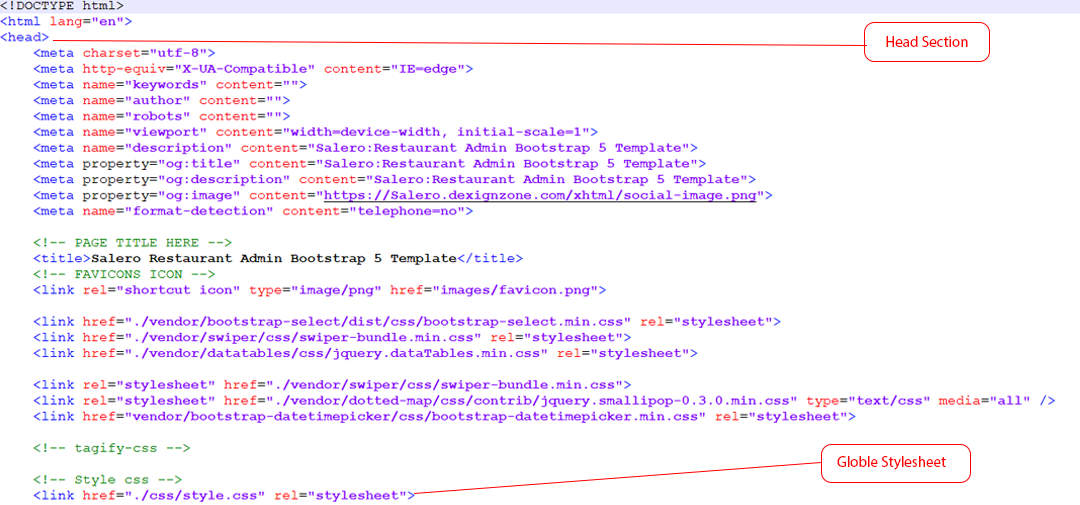 <!DOCTYPE html>
<html lang="en">
<head>
Head Section
<meta charset="utf-8">
<meta http-equiv="X-UA-Compatible" content="IE=edge">
<meta name="keywords" content="">
<meta name="author" content="">
<meta name="robots" content="">
<meta name="viewport" content="width=device-width, initial-scale=1">
<meta name="description" content="Salero:Restaurant Admin Bootstrap 5 Template">
<meta property="og:title" content="Salero:Restaurant Admin Bootstrap 5 Template">
<meta property="og:description" content="Salero:Restaurant Admin Bootstrap 5 Template">
<meta property="og:image" content="https://Salero.dexignzone.com/xhtml/social-image.png">
<meta name="format-detection" content="telephone=no">
<!-- PAGE TITLE HERE -->
<title>Salero Restaurant Admin Bootstrap 5 Template</title>
<!-- FAVICONS ICON -->
<link rel="shortcut icon" type="image/png" href="images/favicon.png">
<link href="./vendor/bootstrap-select/dist/css/bootstrap-select.min.css" rel="stylesheet">
<link href="./vendor/swiper/css/swiper-bundle.min.css" rel="stylesheet">
<link href="./vendor/datatables/css/jquery.dataTables.min.css" rel="stylesheet">
<link rel="stylesheet" href="./vendor/swiper/css/swiper-bundle.min.css">
<link rel="stylesheet" href="./vendor/dotted-map/css/contrib/jquery.smallipop-0.3.0.min.css" type="text/css" media="all" />
<link href="vendor/bootstrap-datetimepicker/css/bootstrap-datetimepicker.min.css" rel="stylesheet">
<!-- tagify-css -->
Globle Stylesheet
<!-- Style css -->
<link href="./css/style.css" rel="stylesheet">